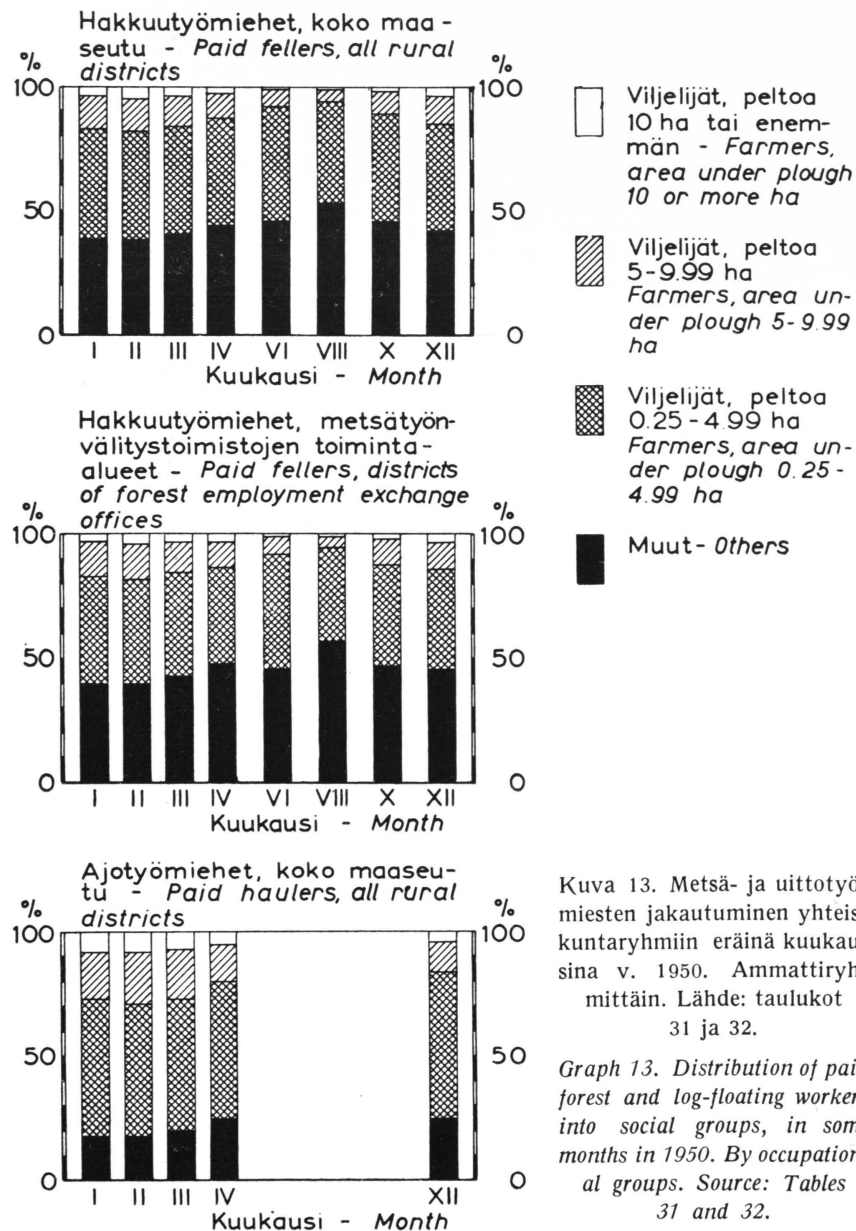 Hakkuutyömiehet, koko maa-
seutu - Paid fellers, all rural
districts
%
%
100
100
50
50
0
0
I II III IV VI VIII X XII
Kuukausi - Month
Hakkuutyömiehet, metsätyön-
välitystoimistojen toiminta-
alueet - Paid fellers, districts
of forest employment exchange
offices
%
%
100
100
50
50
0
0
I II III IV VI VIII X XII
Kuukausi - Month
Ajotyömiehet, koko maaseu-
tu - Paid haulers, all rural
districts
%
%
100
100
50
50
0
0
I II III IV XII
Kuukausi - Month
Viljelijät, peltoa
10 ha tai enem-
män - Farmers,
area under plough
10 or more ha
Viljelijät, peltoa
5-9.99 ha
Farmers, area un-
der plough 5-9.99
ha
Viljelijät, peltoa
0.25-4.99 ha
Farmers, area un-
der plough 0.25-
4.99 ha
Muut - Others
Kuva 13. Metsä- ja uittotyö
miesten jakautuminen yhteis
kuntaryhmiin eräinä kuukau
sina v. 1950. Ammattiryh
mittäin. Lähde: taulukot
31 ja 32.
Graph 13. Distribution of pai
forest and log-floating worker
into social groups, in som
months in 1950. By occupation
al groups. Source: Tables
31 and 32.